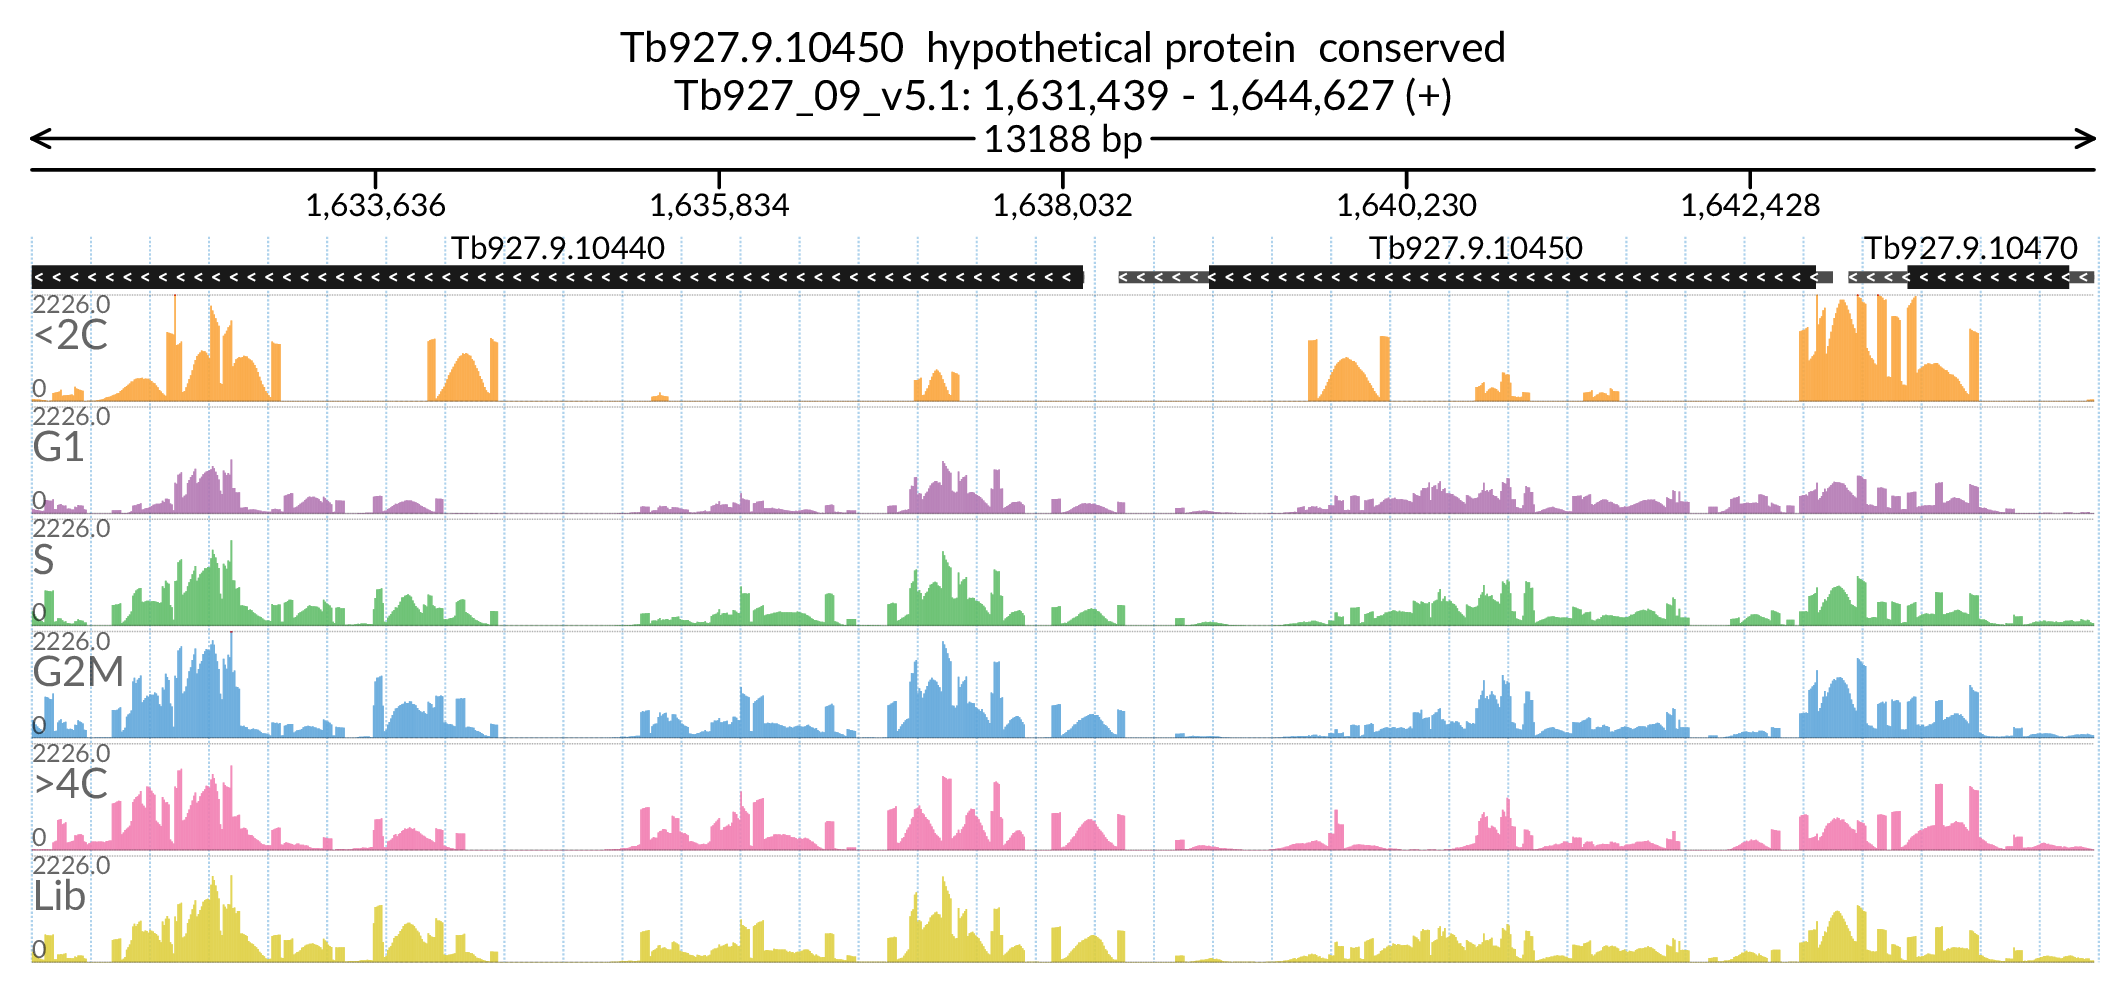 Tb927.9.10450 hypothetical protein conserved
Tb927_09_v5.1: 1,631,439 - 1,644,627 (+)
13188 bp
1,633,636 1,635,834 1,638,032 1,640,230 1,642,428
Tb927.9.10440 Tb927.9.10450 Tb927.9.10470
2226.0
<2C
0
2226.0
G1
0
2226.0
S
0
2226.0
G2M
0
2226.0
>4C
0
2226.0
Lib
0